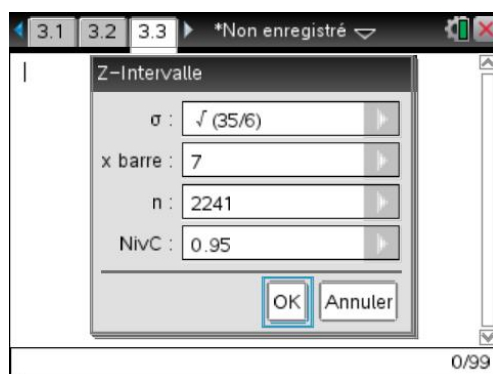 3.1 3.2 3.3 *Non enregistré
Z-Intervalle
σ : √(35/6)
x barre : 7
n : 2241
NivC : 0.95
OK Annuler
0/99